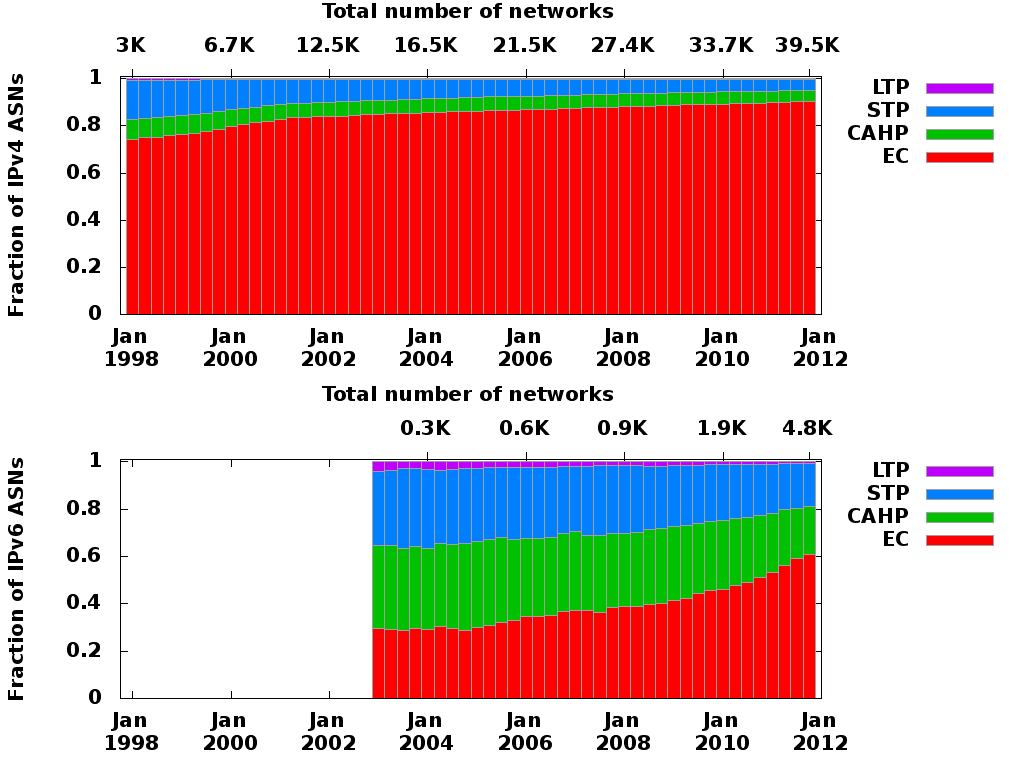 Total number of networks
3K 6.7K 12.5K 16.5K 21.5K 27.4K 33.7K 39.5K
Fraction of IPv4 ASNs
1
0.8
0.6
0.4
0.2
0
LTP
STP
CAHP
EC
Jan Jan Jan Jan Jan Jan Jan Jan
1998 2000 2002 2004 2006 2008 2010 2012
Total number of networks
0.3K 0.6K 0.9K 1.9K 4.8K
Fraction of IPv6 ASNs
1
0.8
0.6
0.4
0.2
0
LTP
STP
CAHP
EC
Jan Jan Jan Jan Jan Jan Jan Jan
1998 2000 2002 2004 2006 2008 2010 2012